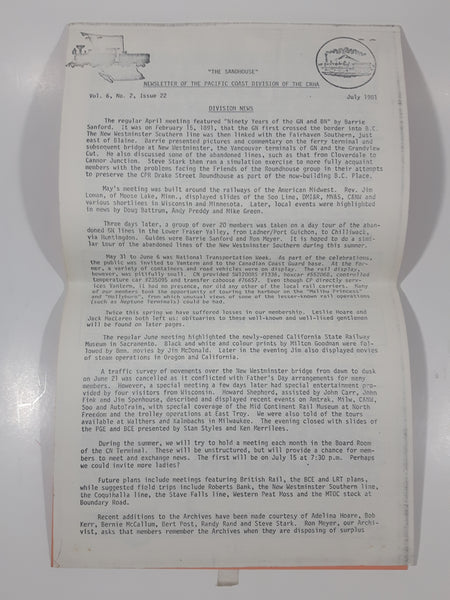 "THE SANDHOUSE"
NEWSLETTER OF THE PACIFIC COAST DIVISION OF THE CRHA
Vol. 6, No. 2, Issue 22 July 1981
DIVISION NEWS
The regular April meeting featured "Ninety Years of the GN and BN" by Barrie
Sanford. It was on February 15, 1891, that the GN first crossed the border into B.C.
The New Westminster Southern line was then linked with the Fairhaven Southern, just
east of Blaine. Barrie presented pictures and commentary on the ferry terminal and
subsequent bridge at New Westminster, the Vancouver terminals of GN and the Grandview
Cut. He also discussed some of the abandoned lines, such as that from Cloverdale to
Cannor Junction. Steve Stark then ran a simulation exercise to more fully acquaint
members with the problems facing the Friends of the Roundhouse group in their attempts
to preserve the CPR Drake Street Roundhouse as part of the now-building B.C. Place.
May's meeting was built around the railways of the American Midwest. Rev. Jim
Loman, of Moose Lake, Minn., displayed slides of the Soo Line, DM&IR, MN&S, C&NW and
various shortlines in Wisconsin and Minnesota. Later, local events were highlighted
in news by Doug Battrum, Andy Preddy and Mike Green.
Three days later, a group of over 20 members was taken on a day tour of the aban-
doned GN lines in the Lower Fraser Valley, from Ladner/Port Guichon, to Chilliwack,
via Huntingdon. Guides were Barrie Sanford and Ron Meyer. It is hoped to do a simi-
lar tour of the abandoned lines of the New Westminster Southern during this summer.
May 31 to June 6 was National Transportation Week. As part of the celebrations,
the public was invited to Vanterm and to the Canadian Coast Guard base. At the for-
mer, a variety of containers and road vehicles were on display. The rail display,
however, was pitifully small. CN provided SW1200RS
temperature car and transfer caboose Even though CP directly ser-
vices Vanterm, it had no presence, nor did any other of the local rail carriers. Many
of our members took the opportunity of touring the harbour on the "Malibu Princess"
and "Hollyburn", from which unusual views of some of the lesser-known rail operations
(such as Neptune Terminals) could be had.
Twice this spring we have suffered losses in our membership. Leslie Hoare and
Jack MacLaren both left us: obituaries to these well-known and well-liked gentlemen
will be found on later pages.
The regular June meeting highlighted the newly-opened California State Railway
Museum in Sacramento. Black and white and colour prints by Milton Goodman were fol-
lowed by 8mm. movies by Jim McDonald. Later in the evening Jim also displayed movies
of steam operations in Oregon and California.
A traffic survey of movements over the New Westminster bridge from dawn to dusk
on June 21 was cancelled as it conflicted with Father's Day arrangements for many
members. However, a special meeting a few days later had special entertainment pro-
vided by four visitors from Wisconsin. Howard Shepherd, assisted by John Carr, John
Fink and Jim Sponhouse, described and displayed recent events on Amtrak, Milw, C&NW,
Soo and Autotrain, with special coverage of the Mid Continent Rail Museum at North
Freedom and the trolley operations at East Troy. We were also told of the tours
available at Walthers and Kalmbachs in Milwaukee. The evening closed with slides of
the PGE and BCE presented by Stan Styles and Ken Merrilees.
During the summer, we will try to hold a meeting each month in the Board Room
of the CN Terminal. These will be unstructured, but will provide a chance for mem-
bers to meet and exchange news. The first will be on July 15 at 7:30 p.m. Perhaps
we could invite more ladies?
Future plans include meetings featuring British Rail, the BCE and LRT plans,
while suggested field trips include Roberts Bank, the New Westminster Southern line,
the Coquihalla line, the Stave Falls line, Western Peat Moss and the MTOC stock at
Boundary Road.
Recent additions to the Archives have been made courtesy of Adelina Hoare, Bob
Kerr, Bernie McCallum, Bert Post, Randy Rand and Steve Stark. Ron Meyer, our Archi-
vist, asks that members remember the Archives when they are disposing of surplus